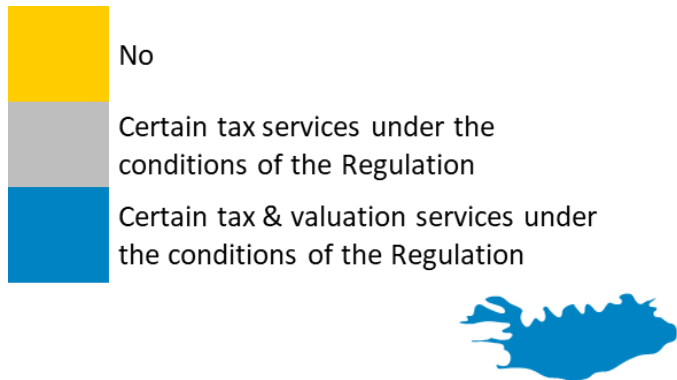 No
Certain tax services under the
conditions of the Regulation
Certain tax & valuation services under
the conditions of the Regulation